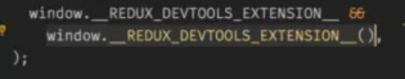 window.__REDUX_DEVTOOLS_EXTENSION__ &&
window.__REDUX_DEVTOOLS_EXTENSION__(),
);